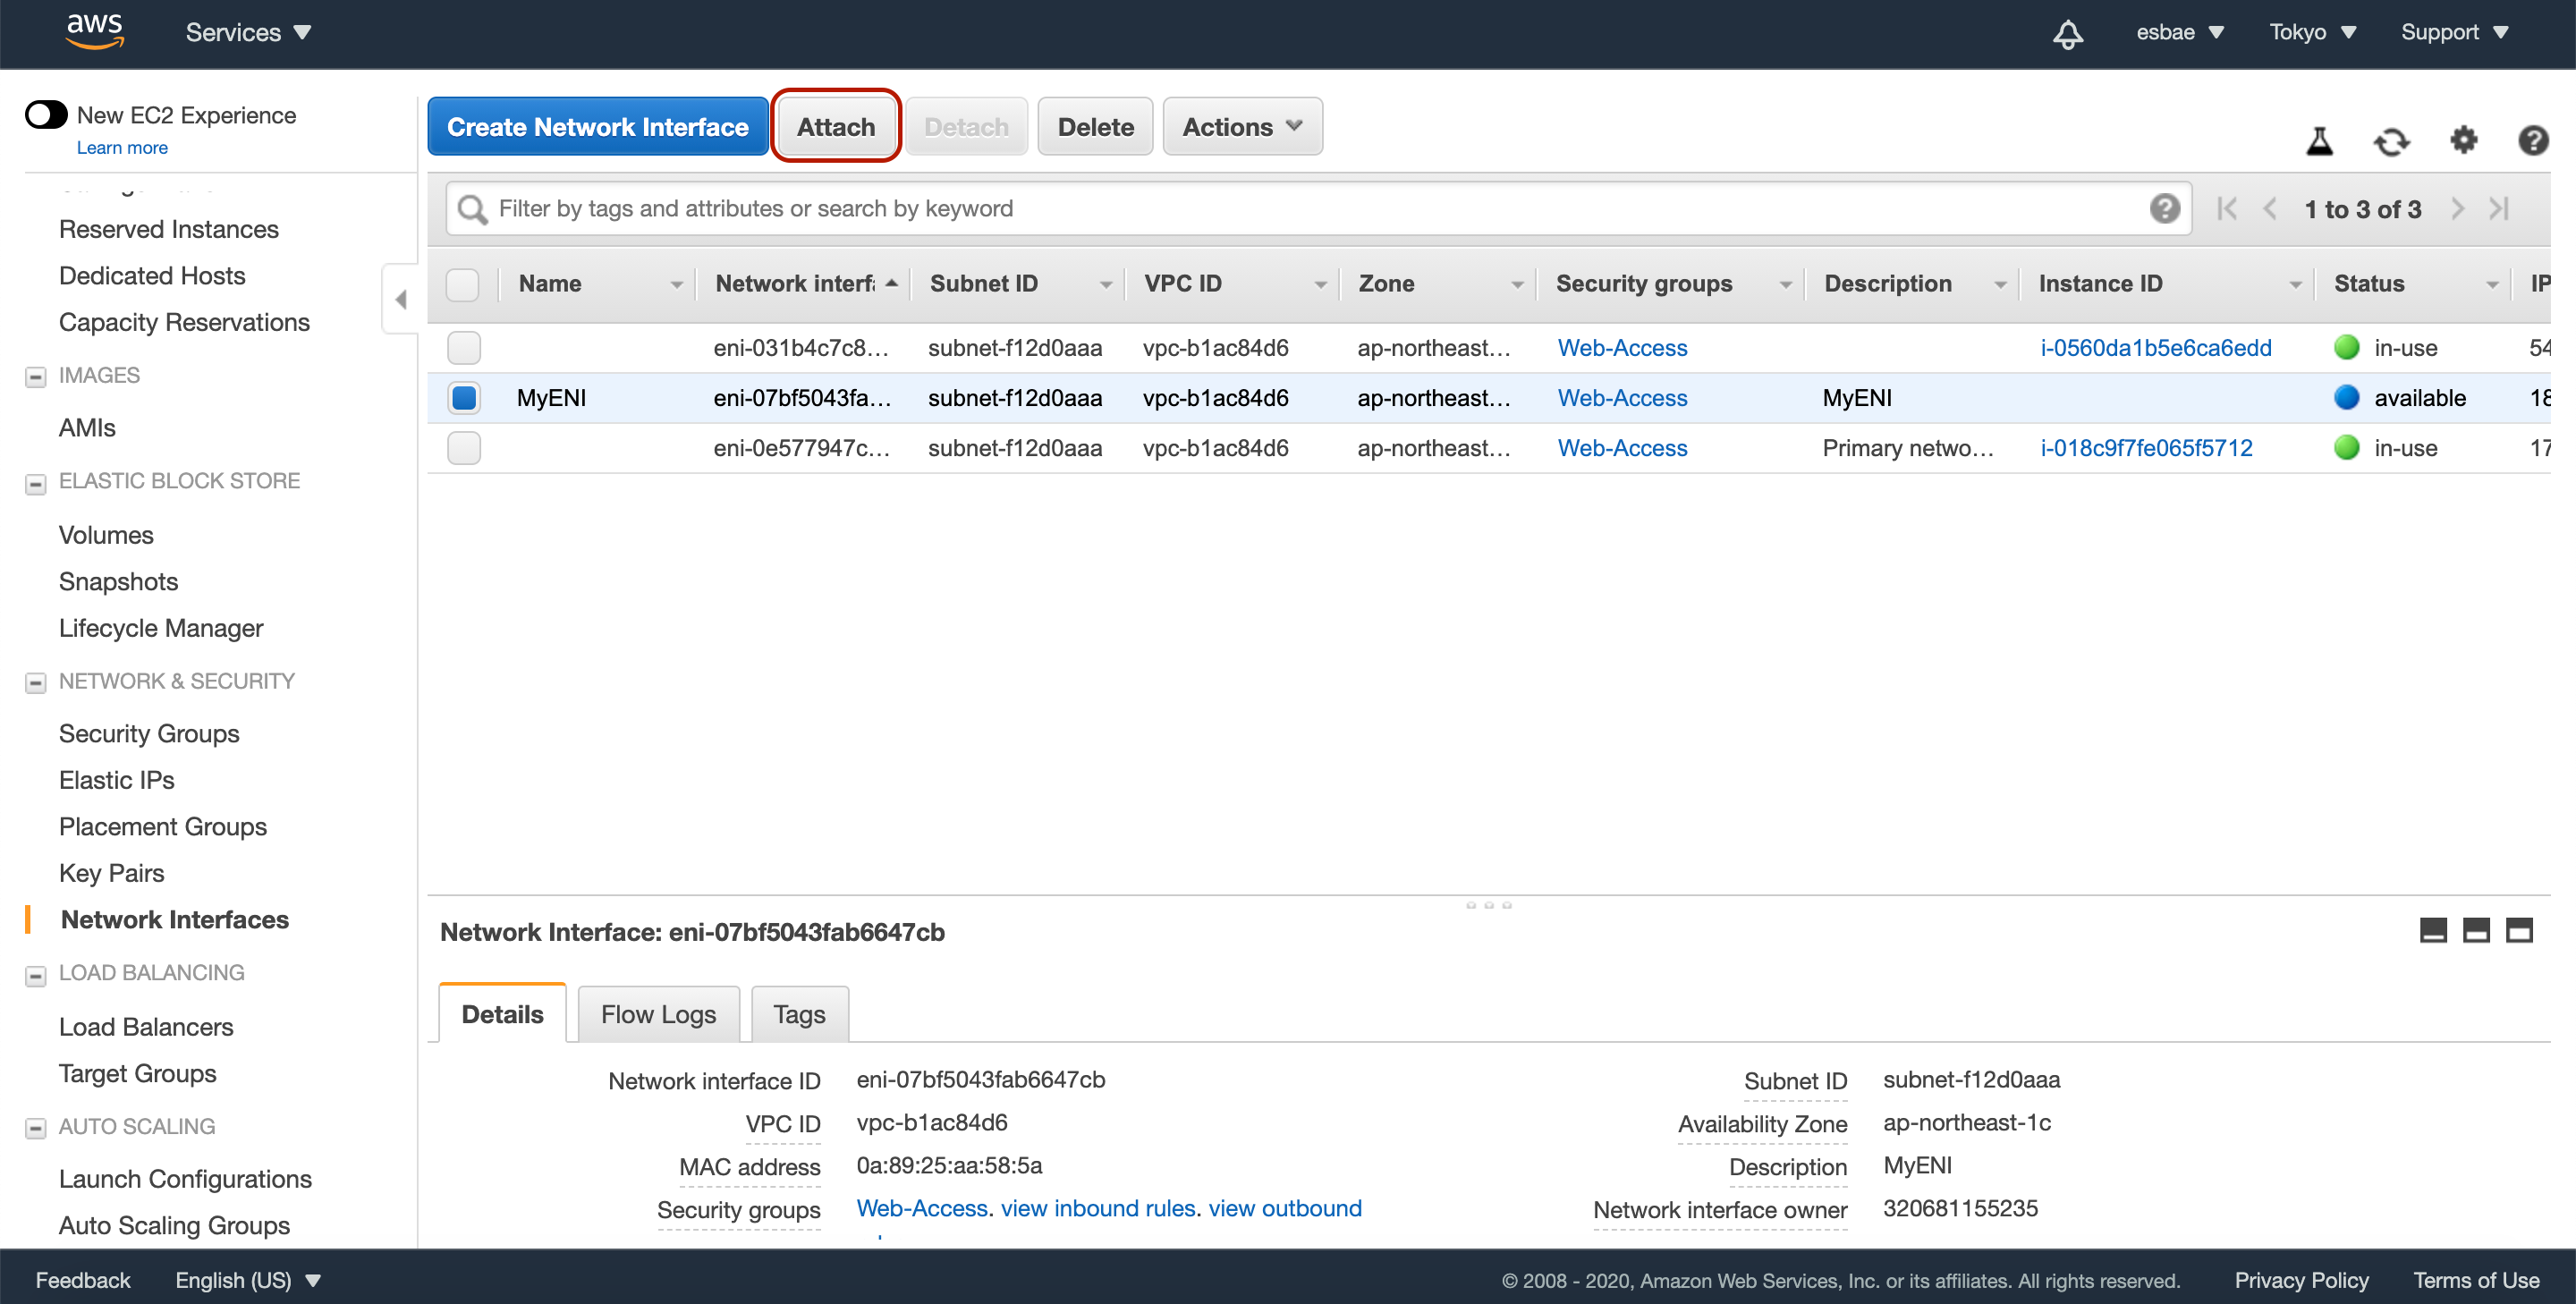 aws Services esbae Tokyo Support
New EC2 Experience
Learn more
Create Network Interface Attach Detach Delete Actions
Filter by tags and attributes or search by keyword
1 to 3 of 3
Name Network interf Subnet ID VPC ID Zone Security groups Description Instance ID Status IP
eni-031b4c7c8... subnet-f12d0aaa vpc-b1ac84d6 ap-northeast... Web-Access i-0560da1b5e6ca6edd in-use 54
MyENI eni-07bf5043fa... subnet-f12d0aaa vpc-b1ac84d6 ap-northeast... Web-Access MyENI available 18
eni-0e577947c... subnet-f12d0aaa vpc-b1ac84d6 ap-northeast... Web-Access Primary netwo... i-018c9f7fe065f5712 in-use 17
Reserved Instances
Dedicated Hosts
Capacity Reservations
IMAGES
AMIs
ELASTIC BLOCK STORE
Volumes
Snapshots
Lifecycle Manager
NETWORK & SECURITY
Security Groups
Elastic IPs
Placement Groups
Key Pairs
Network Interfaces
LOAD BALANCING
Load Balancers
Target Groups
AUTO SCALING
Launch Configurations
Auto Scaling Groups
Network Interface: eni-07bf5043fab6647cb
Details Flow Logs Tags
Network interface ID eni-07bf5043fab6647cb Subnet ID subnet-f12d0aaa
VPC ID vpc-b1ac84d6 Availability Zone ap-northeast-1c
MAC address 0a:89:25:aa:58:5a Description MyENI
Security groups Web-Access. view inbound rules. view outbound Network interface owner 320681155235
Feedback English (US) © 2008 - 2020, Amazon Web Services, Inc. or its affiliates. All rights reserved. Privacy Policy Terms of Use